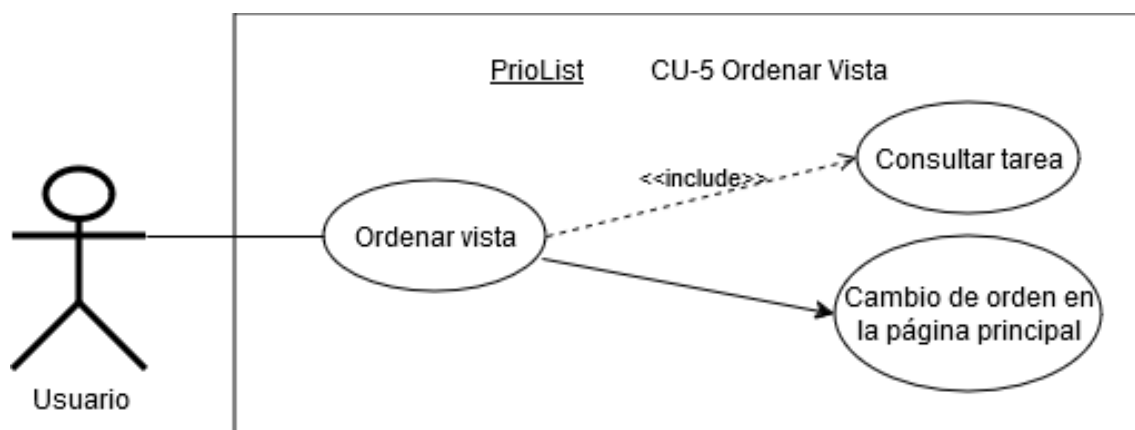 PrioList CU-5 Ordenar Vista
Consultar tarea
<<include>>
Ordenar vista
Cambio de orden en
la página principal
Usuario